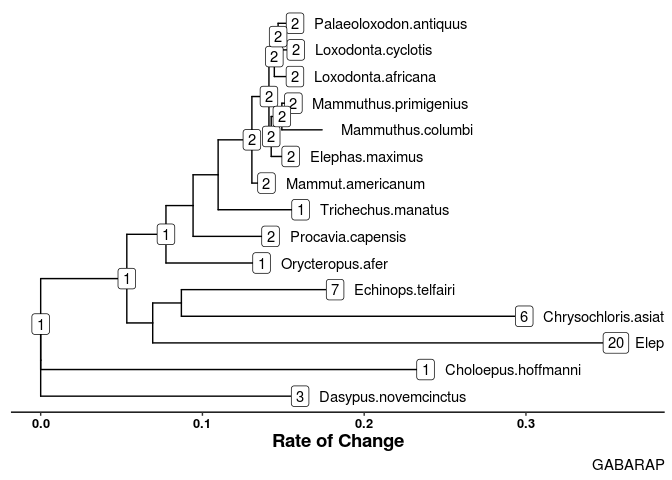 2 Palaeoloxodon.antiquus
2
2 2 Loxodonta.cyclotis
2
2 Loxodonta.africana
2 2 Mammuthus.primigenius
2
Mammuthus.columbi
2 2
2 Elephas.maximus
2 Mammut.americanum
1 Trichechus.manatus
1 2 Procavia.capensis
1 Orycteropus.afer
1
7 Echinops.telfairi
1 6 Chrysochloris.asiat
20 Elep
1 Choloepus.hoffmanni
3 Dasypus.novemcinctus
0.0 0.1 0.2 0.3
Rate of Change
GABARAP